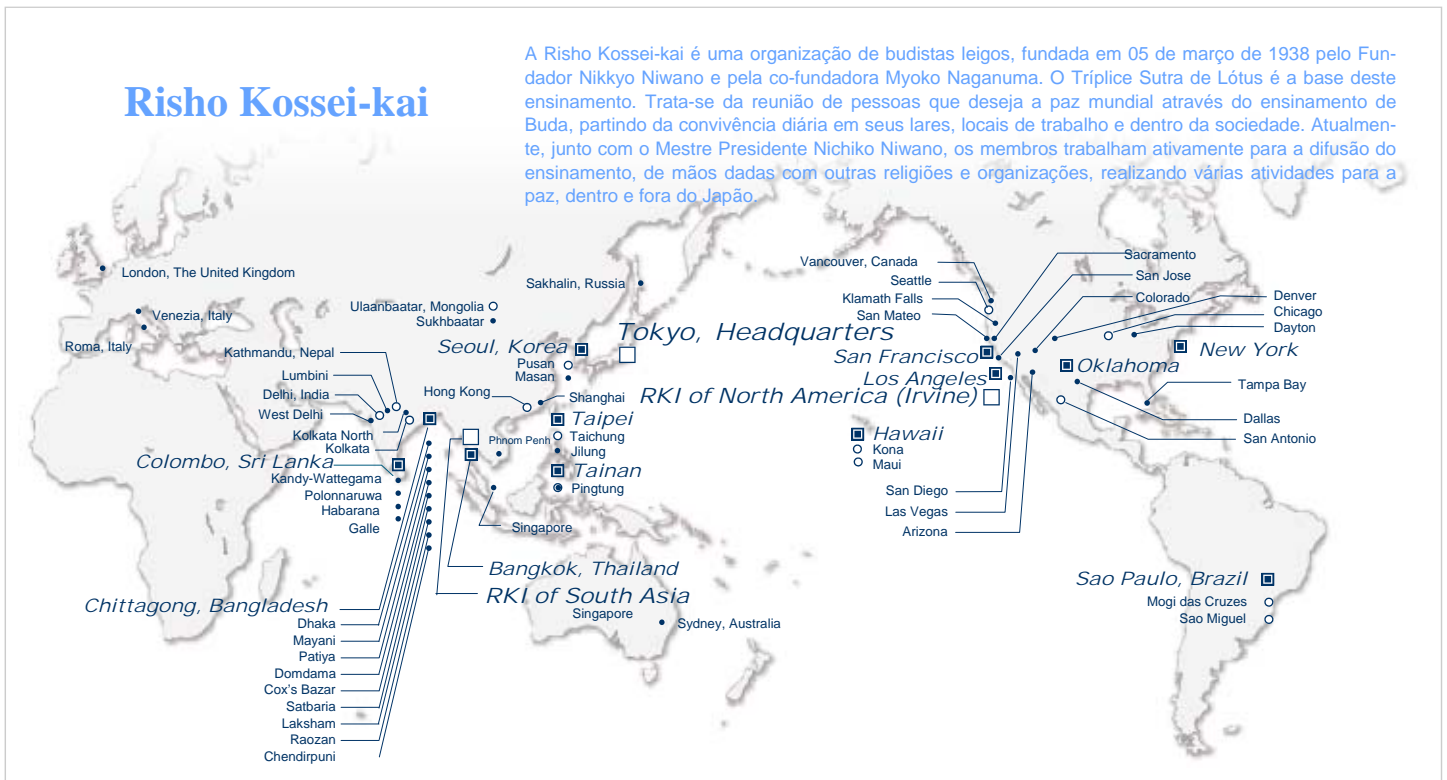 Risho Kossei-kai
A Risho Kossei-kai é uma organização de budistas leigos, fundada em 05 de março de 1938 pelo Fun-
dador Nikkyo Niwano e pela co-fundadora Myoko Naganuma. O Tríplice Sutra de Lótus é a base deste
ensinamento. Trata-se da reunião de pessoas que deseja a paz mundial através do ensinamento de
Buda, partindo da convivência diária em seus lares, locais de trabalho e dentro da sociedade. Atualmen-
te, junto com o Mestre Presidente Nichiko Niwano, os membros trabalham ativamente para a difusão do
ensinamento, de mãos dadas com outras religiões e organizações, realizando várias atividades para a
paz, dentro e fora do Japão.
London, The United Kingdom
Venezia, Italy
Roma, Italy
Ulaanbaatar, Mongolia
Sukhbaatar
Sakhalin, Russia
Tokyo, Headquarters
Seoul, Korea
Pusan
Masan
Kathmandu, Nepal
Lumbini
Delhi, India
West Delhi
Kolkata North
Kolkata
Hong Kong
Shanghai
Taipei
Taichung
Jilung
Tainan
Pingtung
Phnom Penh
Colombo, Sri Lanka
Kandy-Wattegama
Polonnaruwa
Habarana
Galle
Singapore
Bangkok, Thailand
RKI of South Asia
Singapore
Sydney, Australia
Chittagong, Bangladesh
Dhaka
Mayani
Patiya
Domdama
Cox's Bazar
Satbaria
Laksham
Raozan
Chendirpuni
Vancouver, Canada
Seattle
Klamath Falls
San Mateo
San Francisco
Los Angeles
RKI of North America (Irvine)
Hawaii
Kona
Maui
San Diego
Las Vegas
Arizona
Sacramento
San Jose
Colorado
Denver
Chicago
Dayton
New York
Oklahoma
Tampa Bay
Dallas
San Antonio
Sao Paulo, Brazil
Mogi das Cruzes
Sao Miguel